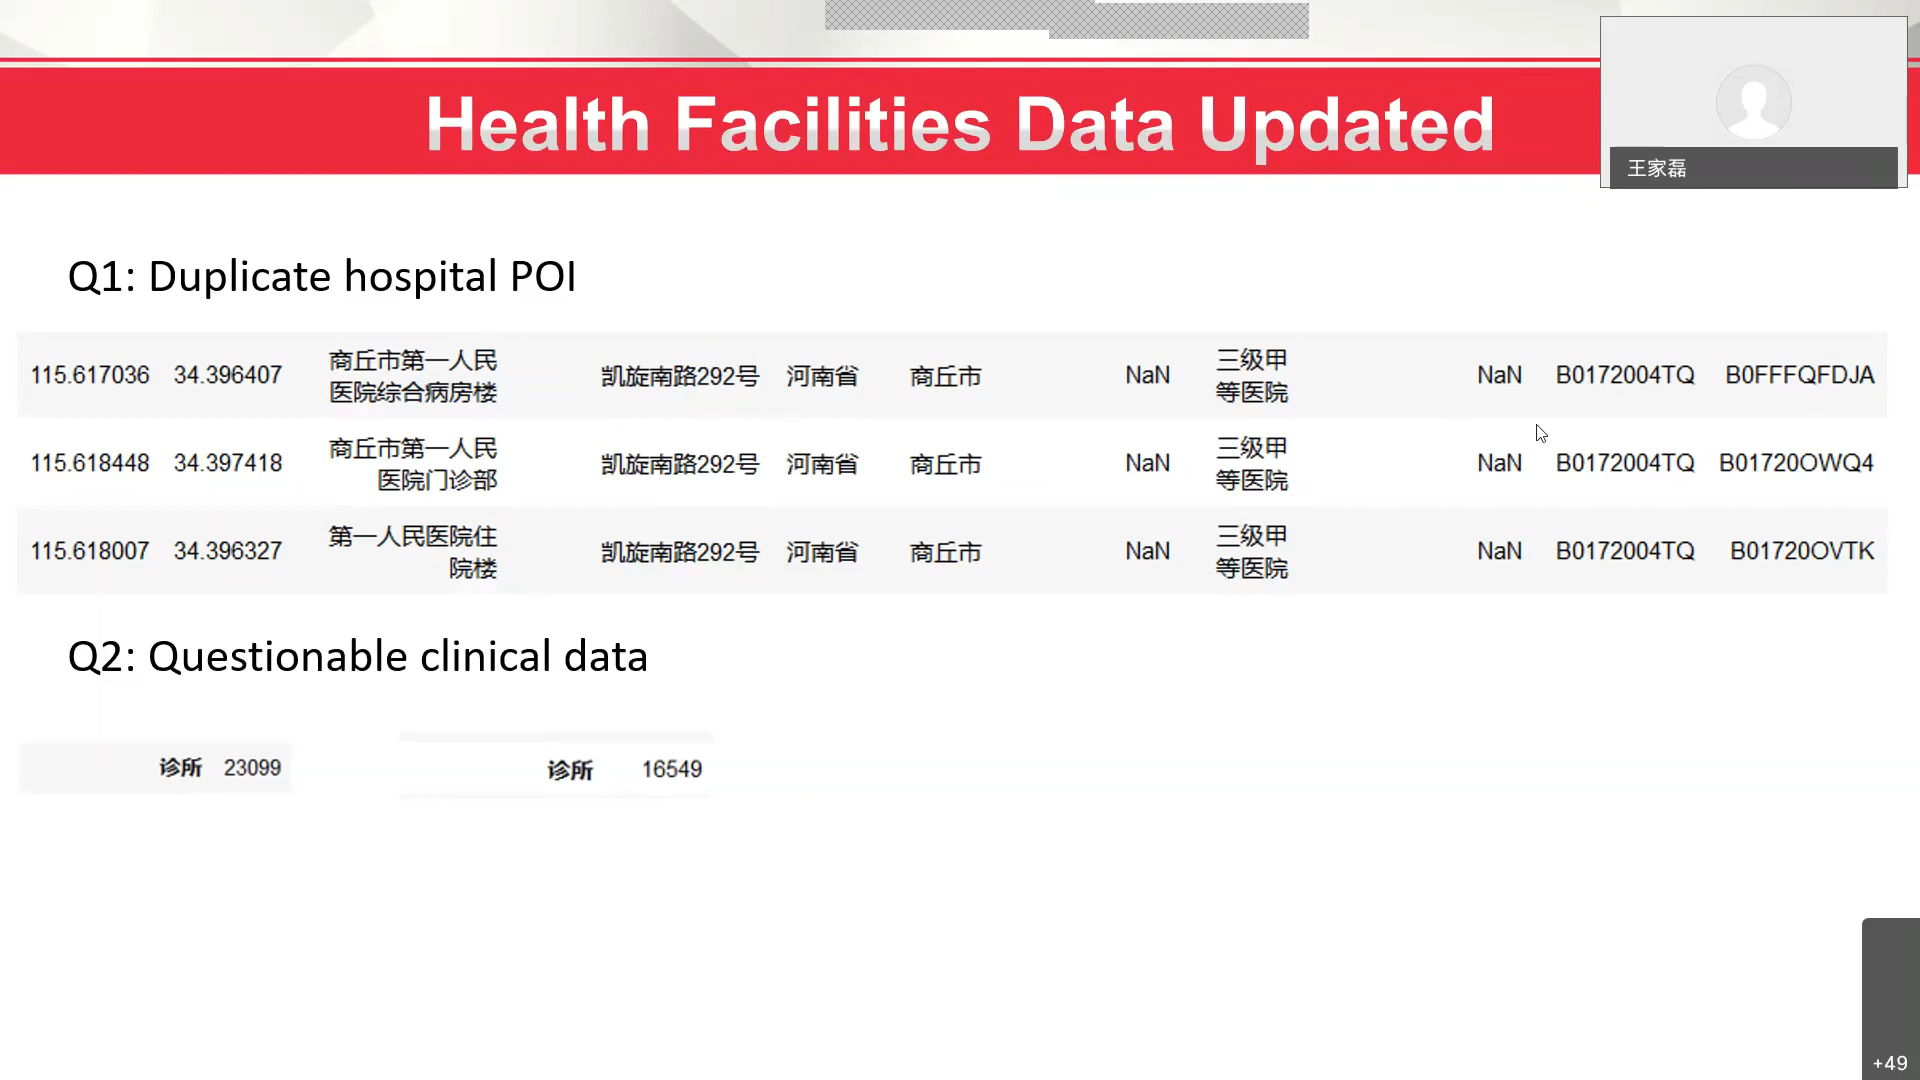 Health Facilities Data Updated
王家磊
Q1: Duplicate hospital POI
115.617036 34.396407 商丘市第一人民医院综合病房楼 凯旋南路292号 河南省 商丘市 NaN 三级甲等医院 NaN B0172004TQ B0FFFQFDJA
115.618448 34.397418 商丘市第一人民医院门诊部 凯旋南路292号 河南省 商丘市 NaN 三级甲等医院 NaN B0172004TQ B01720OWQ4
115.618007 34.396327 第一人民医院住院楼 凯旋南路292号 河南省 商丘市 NaN 三级甲等医院 NaN B0172004TQ B01720OVTK
Q2: Questionable clinical data
诊所 23099 诊所 16549
+49